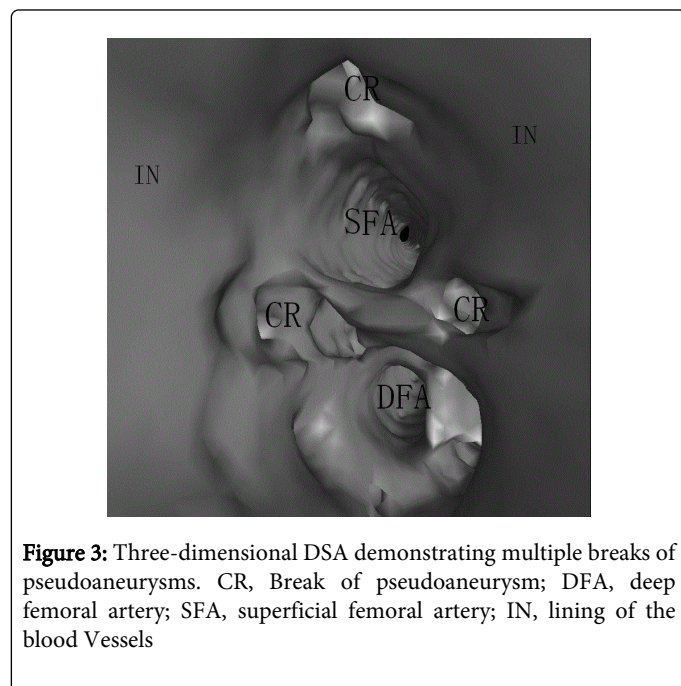 CR
IN
IN
SFA
CR
CR
DFA
Figure 3: Three-dimensional DSA demonstrating multiple breaks of
pseudoaneurysms. CR, Break of pseudoaneurysm; DFA, deep
femoral artery; SFA, superficial femoral artery; IN, lining of the
blood Vessels